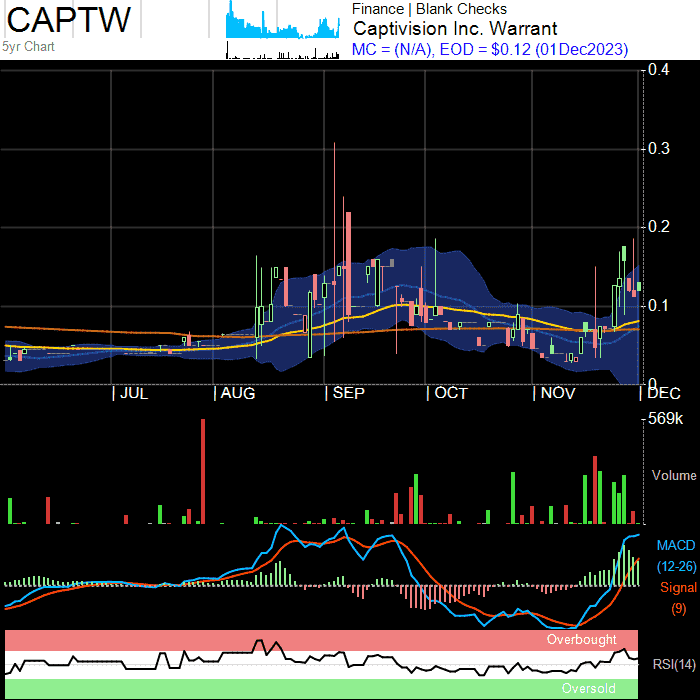 CAPTW
5yr Chart
Finance | Blank Checks
Captivision Inc. Warrant
MC = (N/A), EOD = $0.12 (01Dec2023)
0.4
0.3
0.2
0.1
0
| JUL
| AUG
| SEP
| OCT
| NOV
| DEC
569k
Volume
MACD
(12-26)
Signal
(9)
Overbought
RSI(14)
Oversold